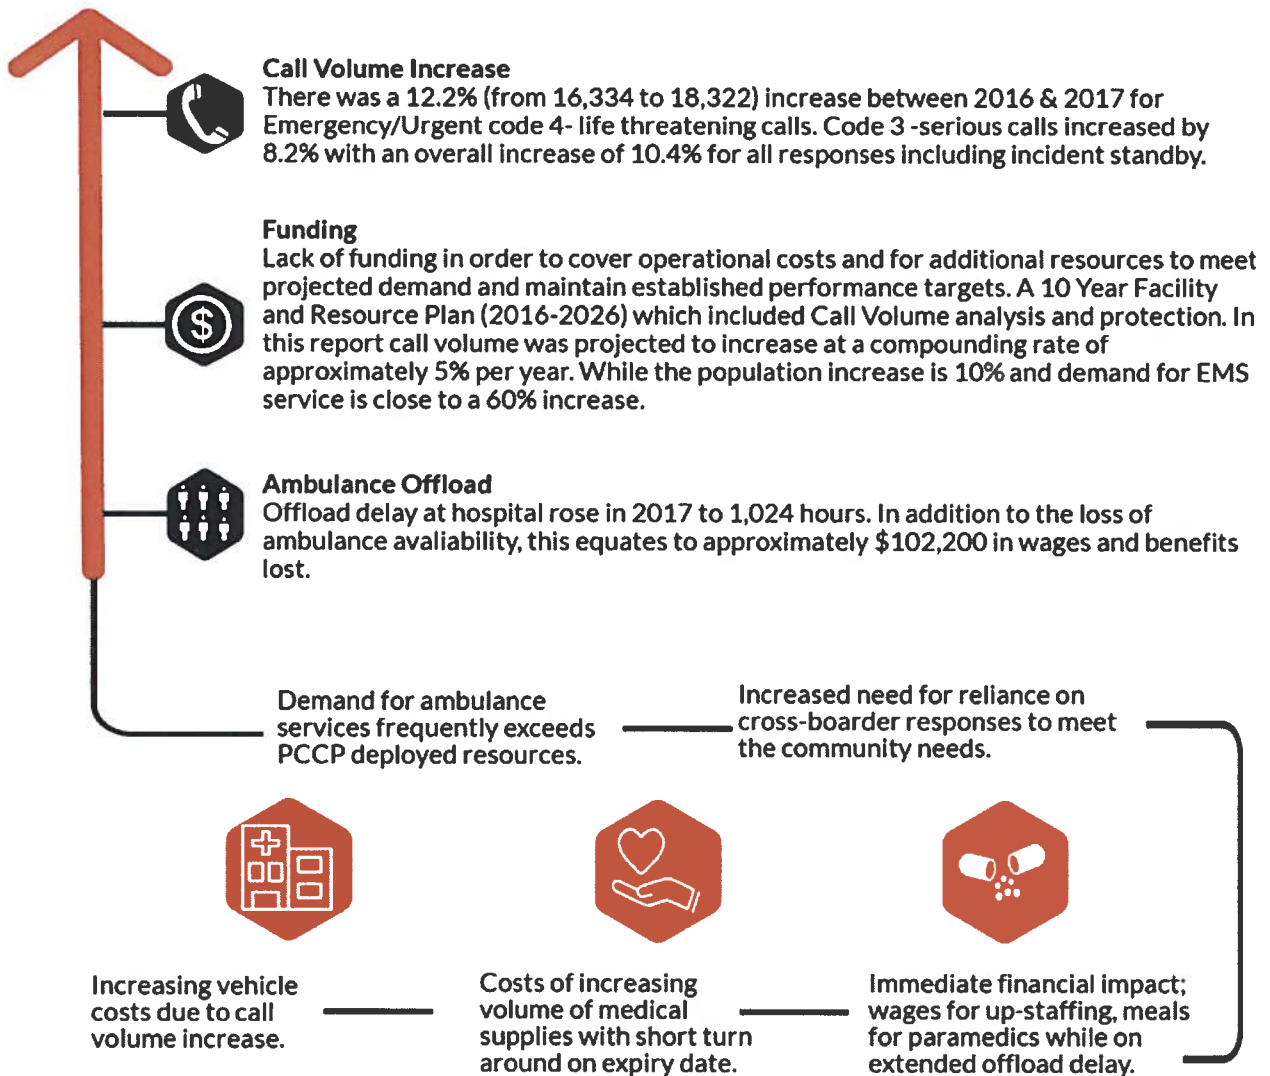 Call Volume Increase
There was a 12.2% (from 16,334 to 18,322) increase between 2016 & 2017 for
Emergency/Urgent code 4- life threatening calls. Code 3 -serious calls increased by
8.2% with an overall increase of 10.4% for all responses including incident standby.
Funding
Lack of funding in order to cover operational costs and for additional resources to meet
projected demand and maintain established performance targets. A 10 Year Facility
and Resource Plan (2016-2026) which included Call Volume analysis and protection. In
this report call volume was projected to increase at a compounding rate of
approximately 5% per year. While the population increase is 10% and demand for EMS
service is close to a 60% increase.
$
Ambulance Offload
Offload delay at hospital rose in 2017 to 1,024 hours. In addition to the loss of
ambulance avaliability, this equates to approximately $102,200 in wages and benefits
lost.
Demand for ambulance
services frequently exceeds
PCCP deployed resources.
Increased need for reliance on
cross-boarder responses to meet
the community needs.
Increasing vehicle
costs due to call
volume increase.
Costs of increasing
volume of medical
supplies with short turn
around on expiry date.
Immediate financial impact;
wages for up-staffing, meals
for paramedics while on
extended offload delay.